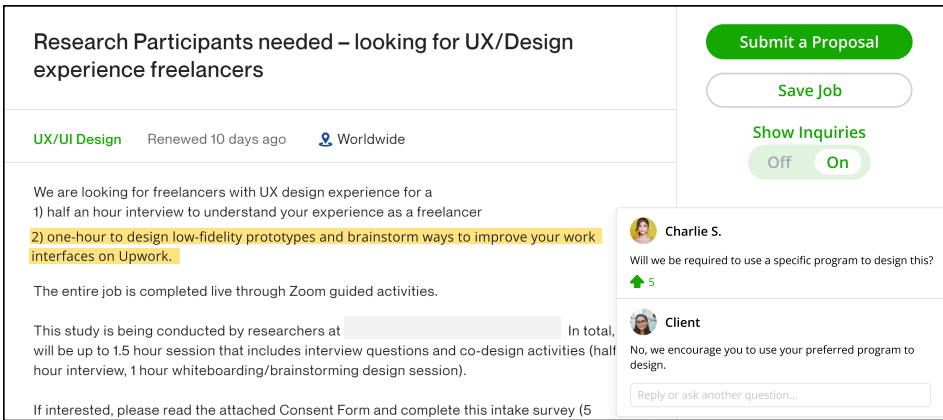 Research Participants needed – looking for UX/Design
experience freelancers
UX/UI Design Renewed 10 days ago Worldwide
We are looking for freelancers with UX design experience for a
1) half an hour interview to understand your experience as a freelancer
2) one-hour to design low-fidelity prototypes and brainstorm ways to improve your work
interfaces on Upwork.
The entire job is completed live through Zoom guided activities.
This study is being conducted by researchers at In total,
will be up to 1.5 hour session that includes interview questions and co-design activities (half
hour interview, 1 hour whiteboarding/brainstorming design session).
If interested, please read the attached Consent Form and complete this intake survey (5
Submit a Proposal
Save Job
Show Inquiries
Off On
Charlie S.
Will we be required to use a specific program to design this?
5
Client
No, we encourage you to use your preferred program to
design.
Reply or ask another question...